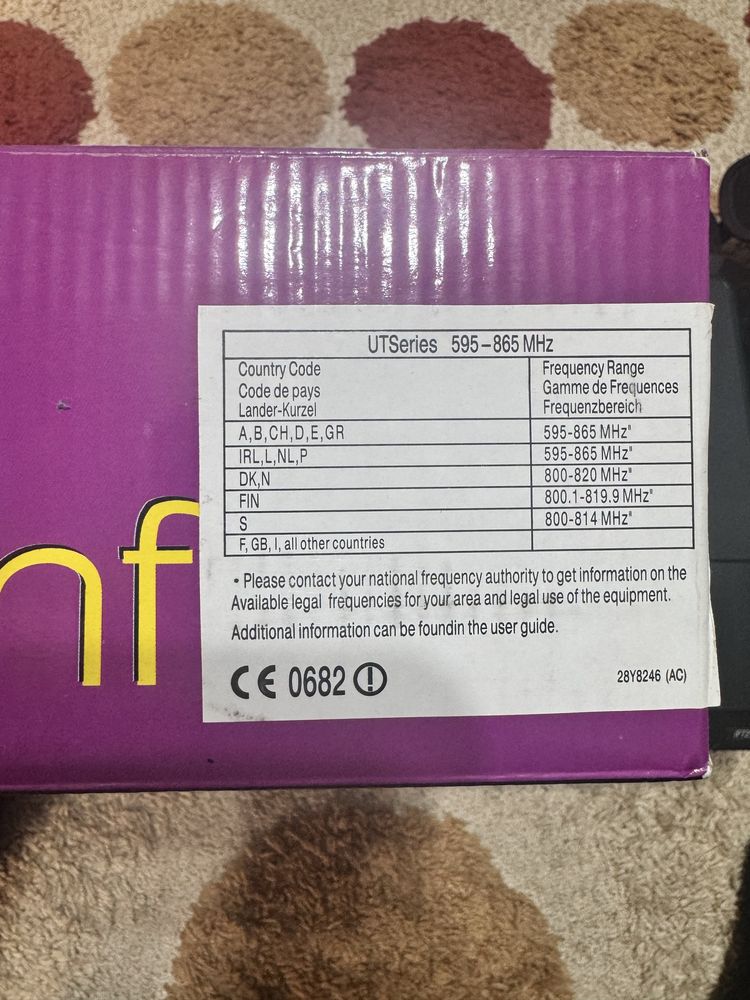 UTSeries 595–865 MHz
Country Code
Code de pays
Lander-Kurzel
Frequency Range
Gamme de Frequences
Frequenzbereich
A,B,CH,D,E,GR 595-865 MHz*
IRL,L,NL,P 595-865 MHz*
DK,N 800-820 MHz*
FIN 800.1-819.9 MHz*
S 800-814 MHz*
F, GB, I, all other countries
nf
• Please contact your national frequency authority to get information on the
Available legal frequencies for your area and legal use of the equipment.
Additional information can be foundin the user guide.
CE 0682
28Y8246 (AC)